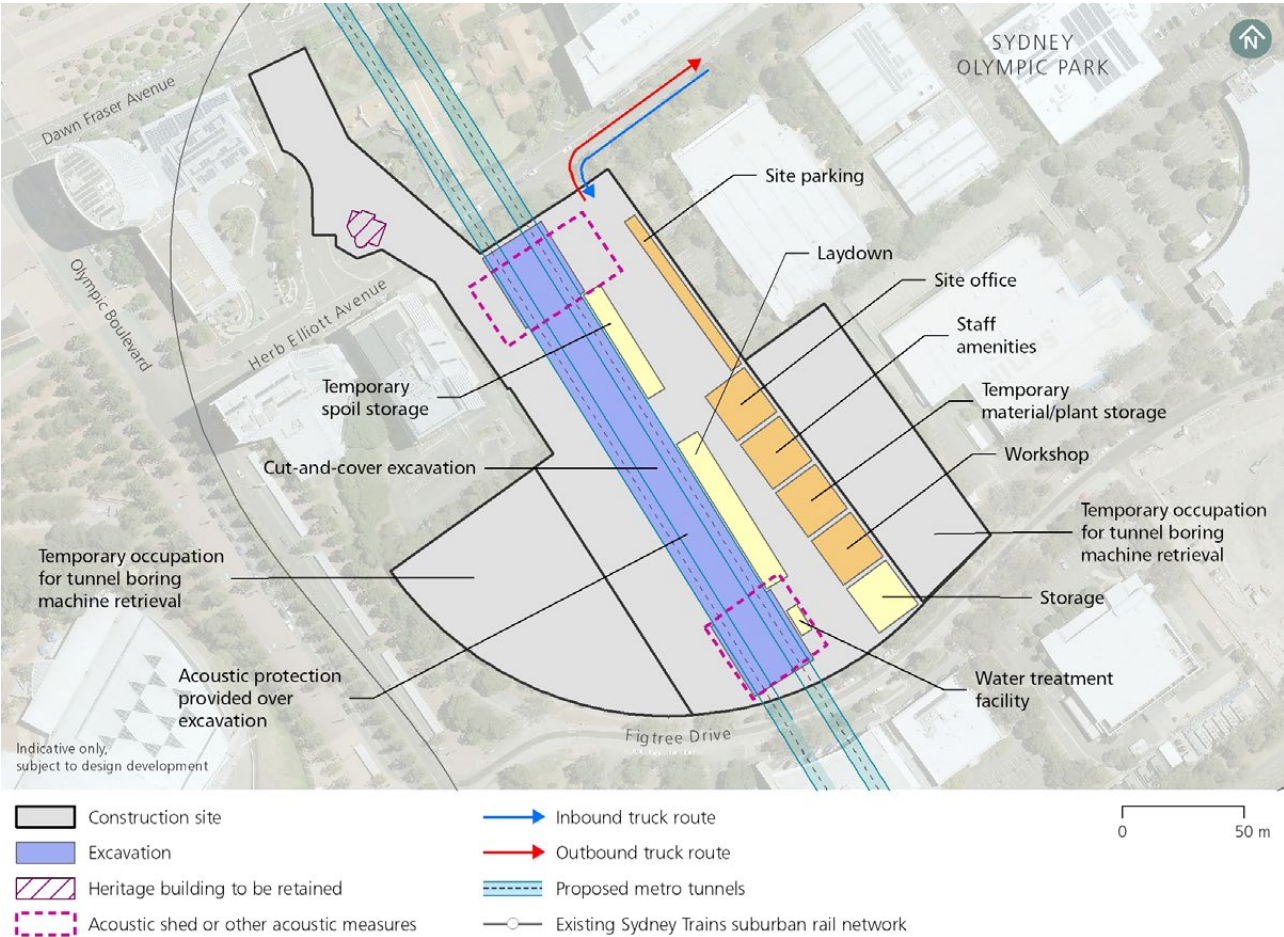 SYDNEY
OLYMPIC PARK
N
Dawn Fraser Avenue
Site parking
Laydown
Olympic Boulevard
Herb Elliott Avenue
Site office
Staff
amenities
Temporary
spoil storage
Temporary
material/plant storage
Cut-and-cover excavation
Workshop
Temporary occupation
for tunnel boring
machine retrieval
Temporary occupation
for tunnel boring
machine retrieval
Storage
Acoustic protection
provided over
excavation
Water treatment
facility
Figtree Drive
Indicative only,
subject to design development
Construction site
Excavation
Heritage building to be retained
Acoustic shed or other acoustic measures
Inbound truck route
Outbound truck route
Proposed metro tunnels
Existing Sydney Trains suburban rail network
0
50 m